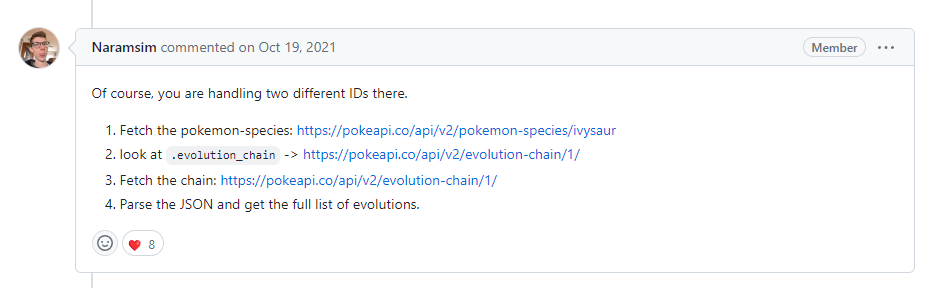 Naramsim commented on Oct 19, 2021 Member ...
Of course, you are handling two different IDs there.
1. Fetch the pokemon-species: https://pokeapi.co/api/v2/pokemon-species/ivysaur
2. look at .evolution_chain -> https://pokeapi.co/api/v2/evolution-chain/1/
3. Fetch the chain: https://pokeapi.co/api/v2/evolution-chain/1/
4. Parse the JSON and get the full list of evolutions.
8